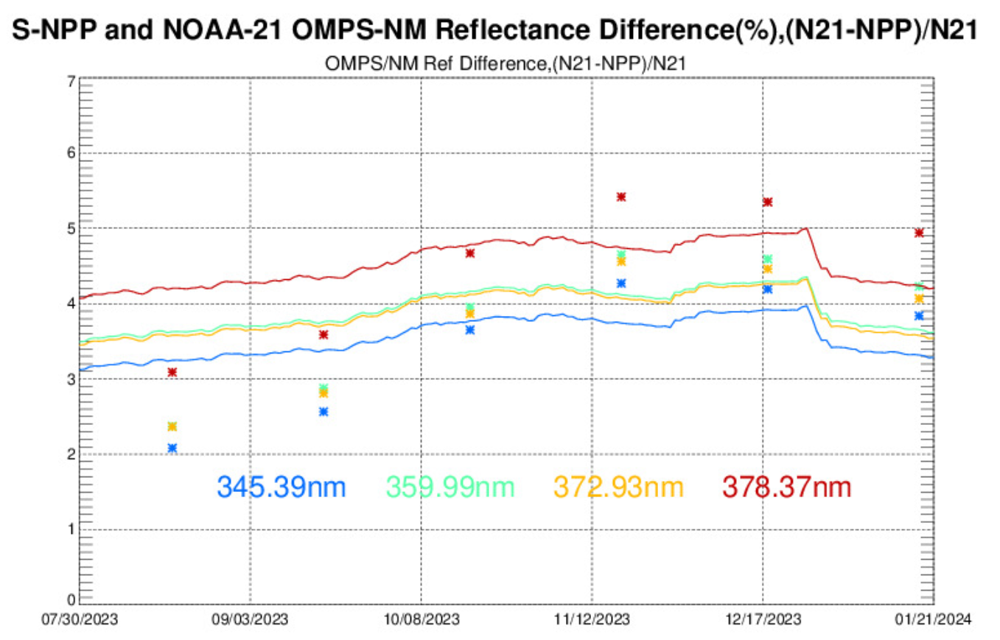 S-NPP and NOAA-21 OMPS-NM Reflectance Difference(%),(N21-NPP)/N21
OMPS/NM Ref Difference,(N21-NPP)/N21
7
6
5
4
3
2
345.39nm 359.99nm 372.93nm 378.37nm
1
0
07/30/2023 09/03/2023 10/08/2023 11/12/2023 12/17/2023 01/21/2024